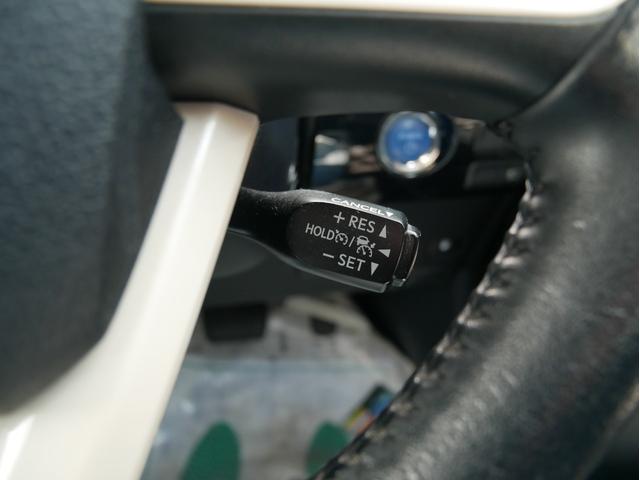 CANCEL▼
+ RES ▲
HOLD / ◀
− SET ▼